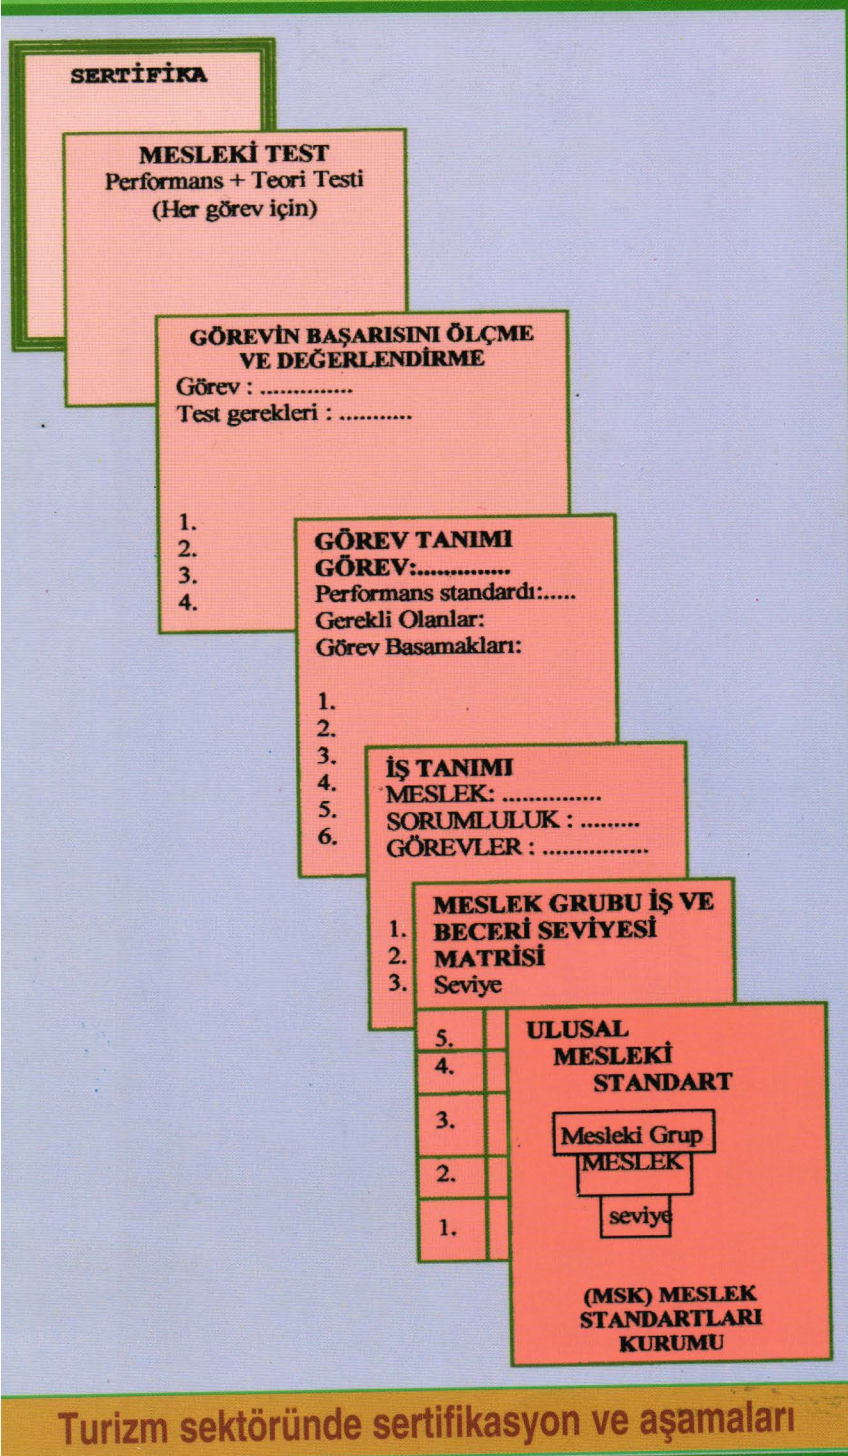 SERTİFİKA
MESLEKİ TEST
Performans + Teori Testi
(Her görev için)
GÖREVİN BAŞARISINI ÖLÇME
VE DEĞERLENDİRME
Görev : ..............
Test gerekleri : ...........
1.
2.
3.
4.
GÖREV TANIMI
GÖREV:..............
Performans standardı:.....
Gerekli Olanlar:
Görev Basamakları:
1.
2.
3.
4.
5.
6.
İŞ TANIMI
MESLEK: ...............
SORUMLULUK : .........
GÖREVLER : ................
1.
2.
3.
MESLEK GRUBU İŞ VE
BECERİ SEVİYESİ
MATRİSİ
Seviye
5.
4.
3.
2.
1.
ULUSAL
MESLEKİ
STANDART
Mesleki Grup
MESLEK
seviye
(MSK) MESLEK
STANDARTLARI
KURUMU
Turizm sektöründe sertifikasyon ve aşamaları